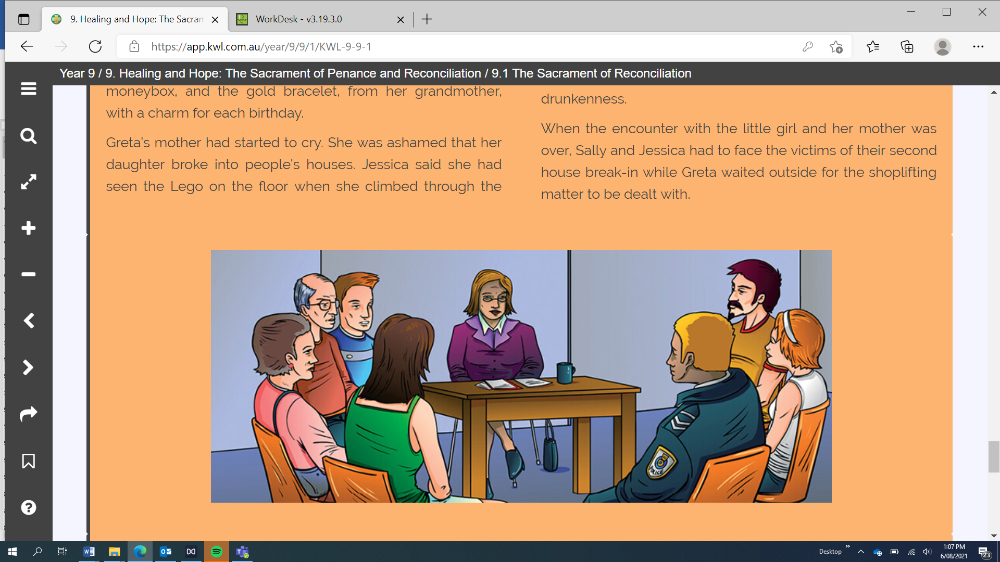 9. Healing and Hope: The Sacram
WorkDesk - v3.19.3.0
https://app.kwl.com.au/year/9/9/1/KWL-9-9-1
Year 9 / 9. Healing and Hope: The Sacrament of Penance and Reconciliation / 9.1 The Sacrament of Reconciliation
moneybox, and the gold bracelet, from her grandmother,
with a charm for each birthday.
Greta's mother had started to cry. She was ashamed that her
daughter broke into people's houses. Jessica said she had
seen the Lego on the floor when she climbed through the
drunkenness.
When the encounter with the little girl and her mother was
over, Sally and Jessica had to face the victims of their second
house break-in while Greta waited outside for the shoplifting
matter to be dealt with.
POLICE
Desktop
1:07 PM
6/08/2021
23